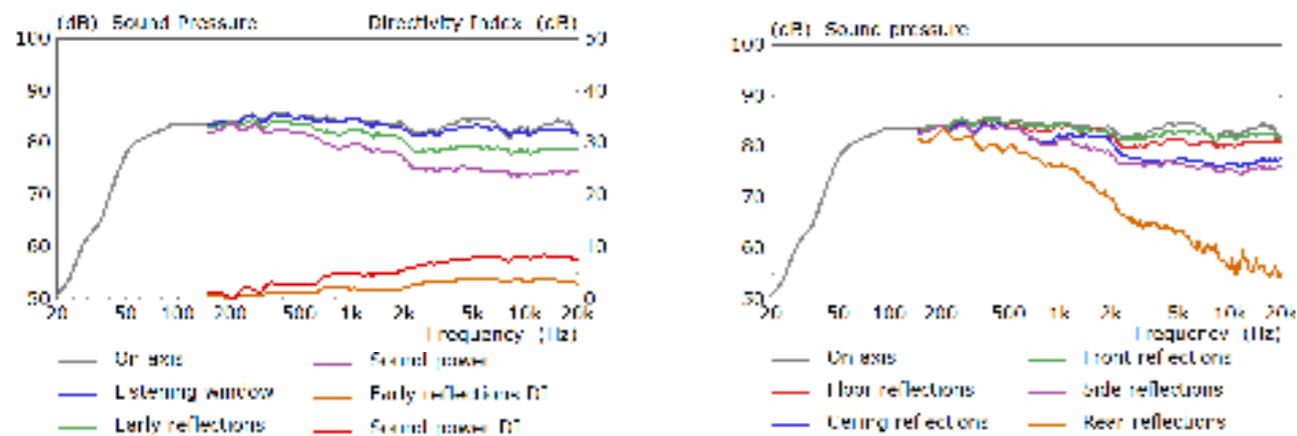 (dB) Sound Pressure Directivity Index (dB)
100 50
90 40
80 30
70 20
60 10
50 0
20 50 100 200 500 1k 2k 5k 10k 20k
Frequency (Hz)
On axis Sound power
Listening window Early reflections DI
Early reflections Sound power DI
(dB) Sound pressure
100
90
80
70
60
50
20 50 100 200 500 1k 2k 5k 10k 20k
Frequency (Hz)
On axis Front reflections
Floor reflections Side reflections
Ceiling reflections Rear reflections